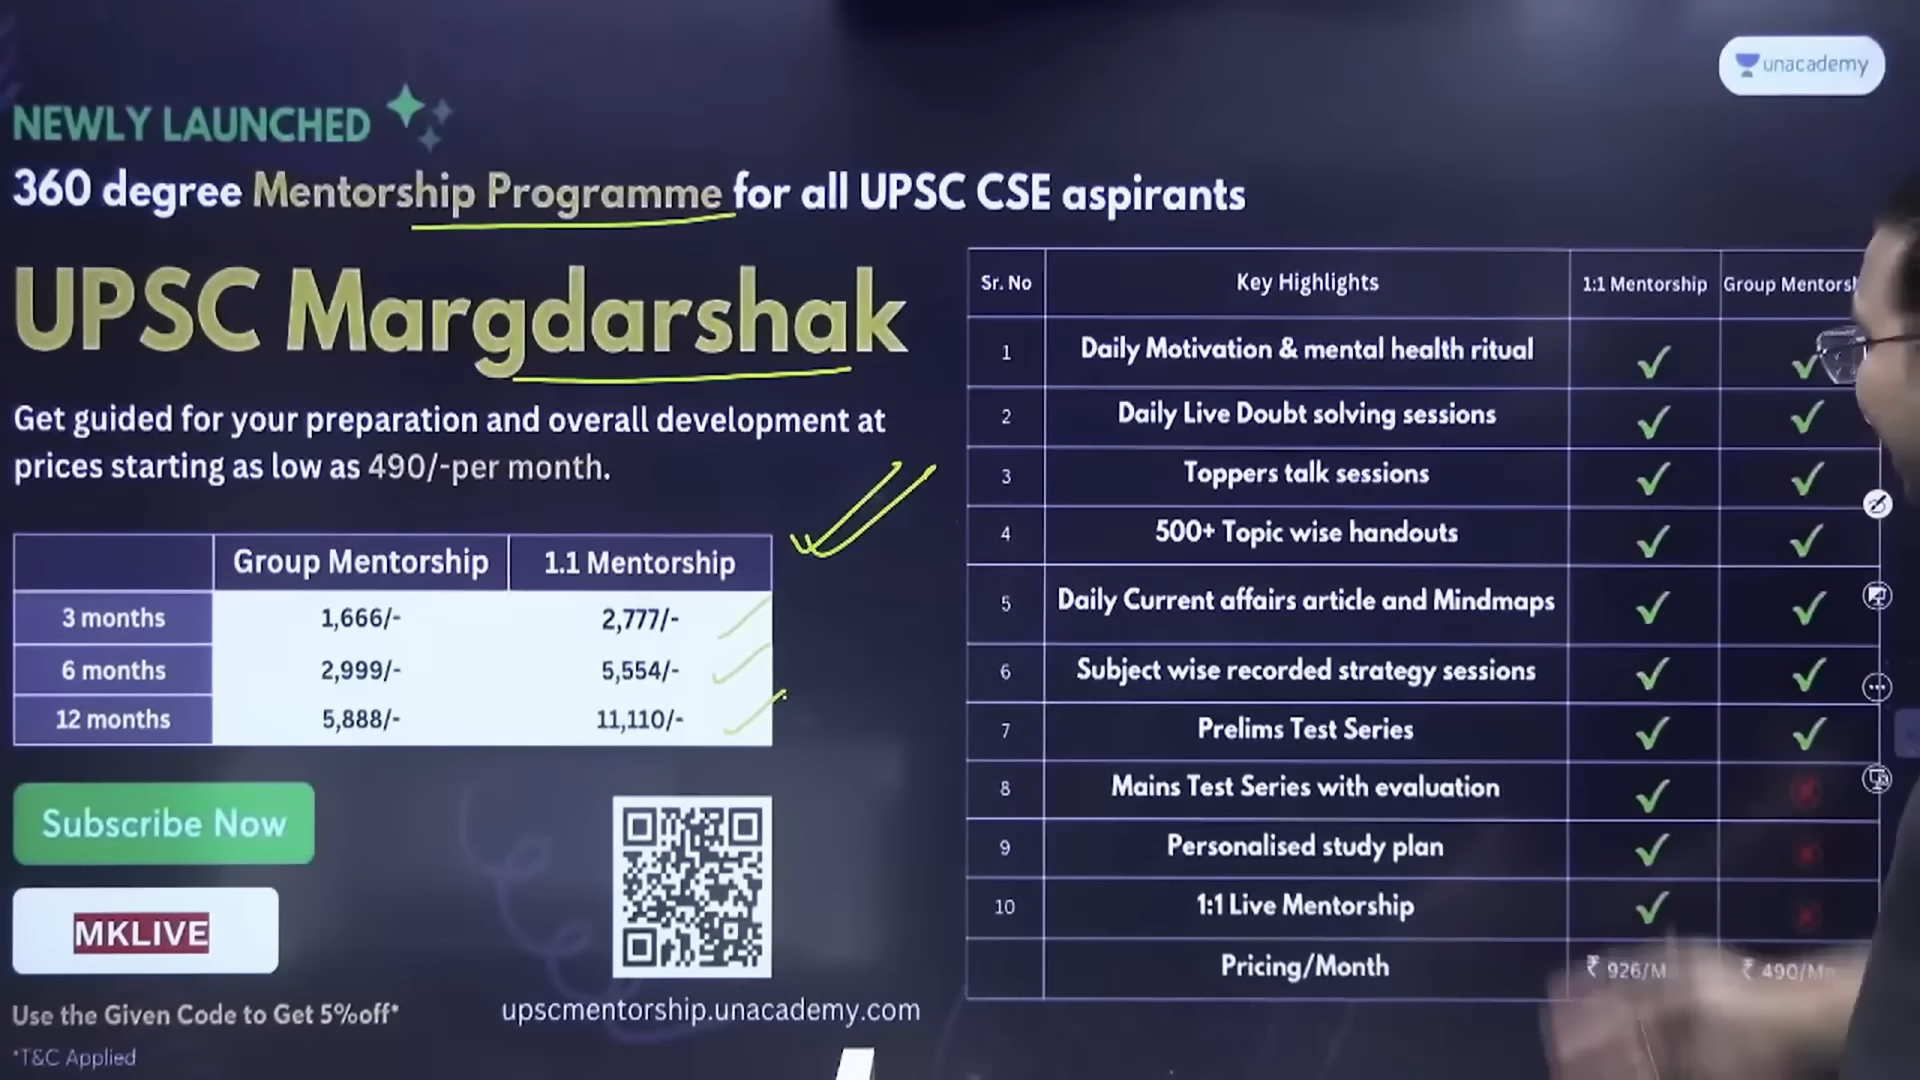 unacademy
NEWLY LAUNCHED
360 degree Mentorship Programme for all UPSC CSE aspirants
UPSC Margdarshak
Get guided for your preparation and overall development at
prices starting as low as 490/-per month.
Group Mentorship 1.1 Mentorship
3 months 1,666/- 2,777/-
6 months 2,999/- 5,554/-
12 months 5,888/- 11,110/-
Subscribe Now
MKLIVE
Use the Given Code to Get 5%off*
*T&C Applied
upscmentorship.unacademy.com
Sr. No Key Highlights 1:1 Mentorship Group
1 Daily Motivation & mental health ritual
2 Daily Live Doubt solving sessions
3 Toppers talk sessions
4 500+ Topic wise handouts
5 Daily Current affairs article and Mindmaps
6 Subject wise recorded strategy sessions
7 Prelims Test Series
8 Mains Test Series with evaluation
9 Personalised study plan
10 1:1 Live Mentorship
Pricing/Month ₹ 926/M ₹ 490/